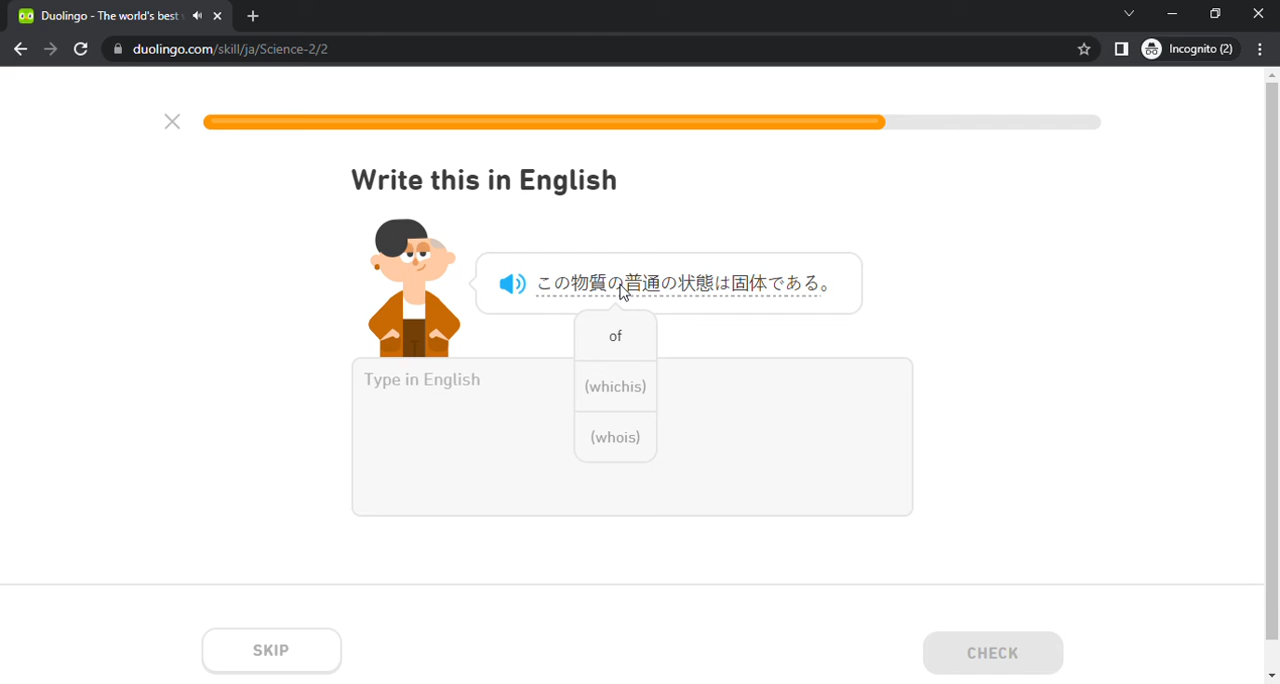 Duolingo - The world's best
duolingo.com/skill/ja/Science-2/2
Incognito (2)
Write this in English
この物質の普通の状態は固体である。
of
(whichis)
(whois)
Type in English
SKIP
CHECK